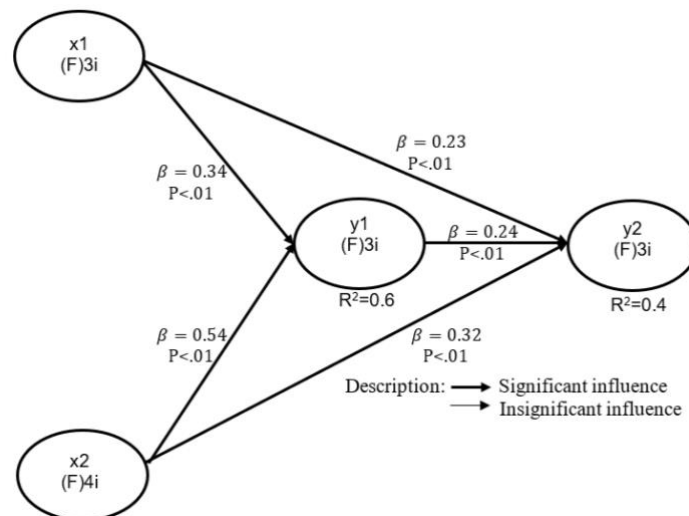 x1
(F)3i
β = 0.23
P<.01
β = 0.34
P<.01
y1
(F)3i
R²=0.6
β = 0.24
P<.01
y2
(F)3i
R²=0.4
β = 0.54
P<.01
β = 0.32
P<.01
Description: Significant influence
Insignificant influence
x2
(F)4i